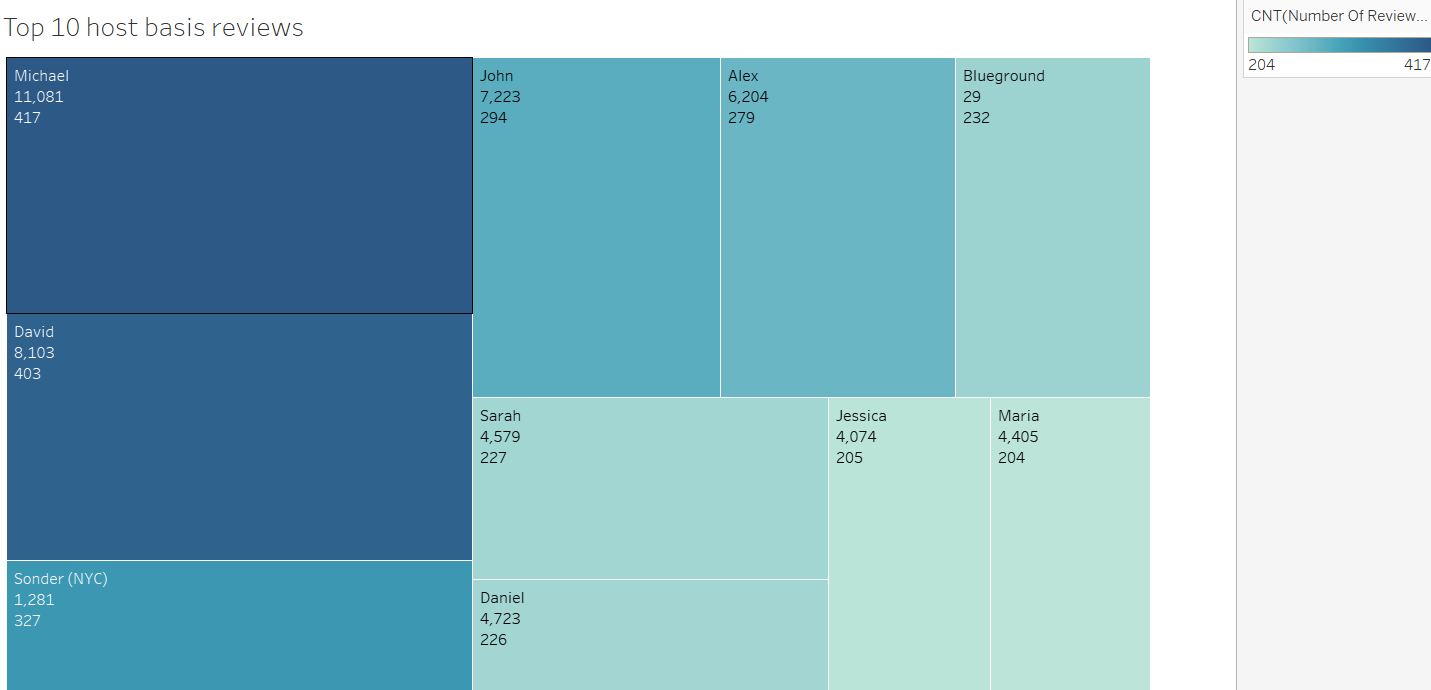 Top 10 host basis reviews
Michael
11,081
417
David
8,103
403
Sonder (NYC)
1,281
327
John
7,223
294
Alex
6,204
279
Blueground
29
232
Sarah
4,579
227
Daniel
4,723
226
Jessica
4,074
205
Maria
4,405
204
CNT(Number Of Review...
204 417